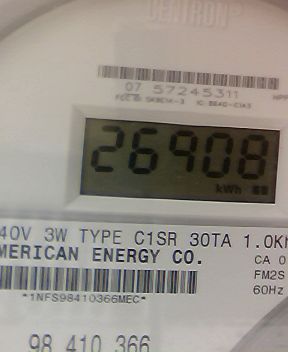 CENTRON
07 57245311
26908
kWh
40V 3W TYPE C1SR 30TA 1.0Kh
MERICAN ENERGY CO.
CA 0
FM2S
60Hz
*1NFS98410366MEC*
98 410 366